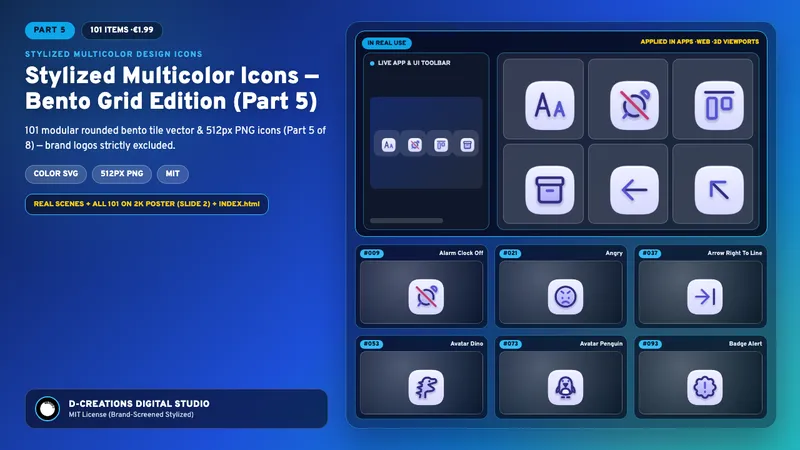 PART 5
101 ITEMS · €1.99
STYLIZED MULTICOLOR DESIGN ICONS
Stylized Multicolor Icons —
Bento Grid Edition (Part 5)
101 modular rounded bento tile vector & 512px PNG icons (Part 5 of
8) — brand logos strictly excluded.
COLOR SVG
512PX PNG
MIT
REAL SCENES + ALL 101 ON 2K POSTER (SLIDE 2) + INDEX.html
D-CREATIONS DIGITAL STUDIO
MIT License (Brand-Screened Stylized)
IN REAL USE
APPLIED IN APPS · WEB · 3D VIEWPORTS
LIVE APP & UI TOOLBAR
AA
AA
#009
Alarm Clock Off
#021
Angry
#037
Arrow Right To Line
#053
Avatar Dino
#073
Avatar Penguin
#093
Badge Alert